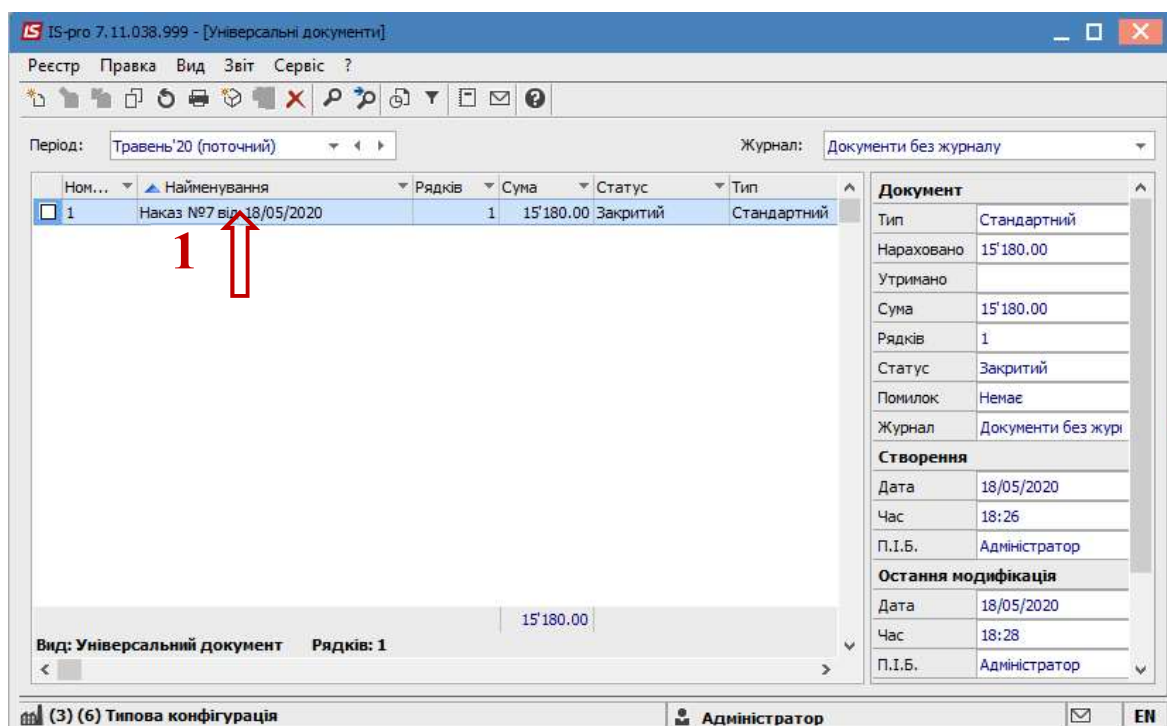 IS-pro 7.11.038.999 - [Універсальні документи]
Реєстр Правка Вид Звіт Сервіс ?
Період: Травень'20 (поточний) Журнал: Документи без журналу
Ном... Найменування Рядків Сума Статус Тип
1 Наказ №7 від 18/05/2020 1 15'180.00 Закритий Стандартний
1
15'180.00
Вид: Універсальний документ Рядків: 1
Документ
Тип Стандартний
Нараховано 15'180.00
Утримано
Сума 15'180.00
Рядків 1
Статус Закритий
Помилок Немає
Журнал Документи без журн
Створення
Дата 18/05/2020
Час 18:26
П.І.Б. Адміністратор
Остання модифікація
Дата 18/05/2020
Час 18:28
П.І.Б. Адміністратор
(3) (6) Типова конфігурація Адміністратор EN